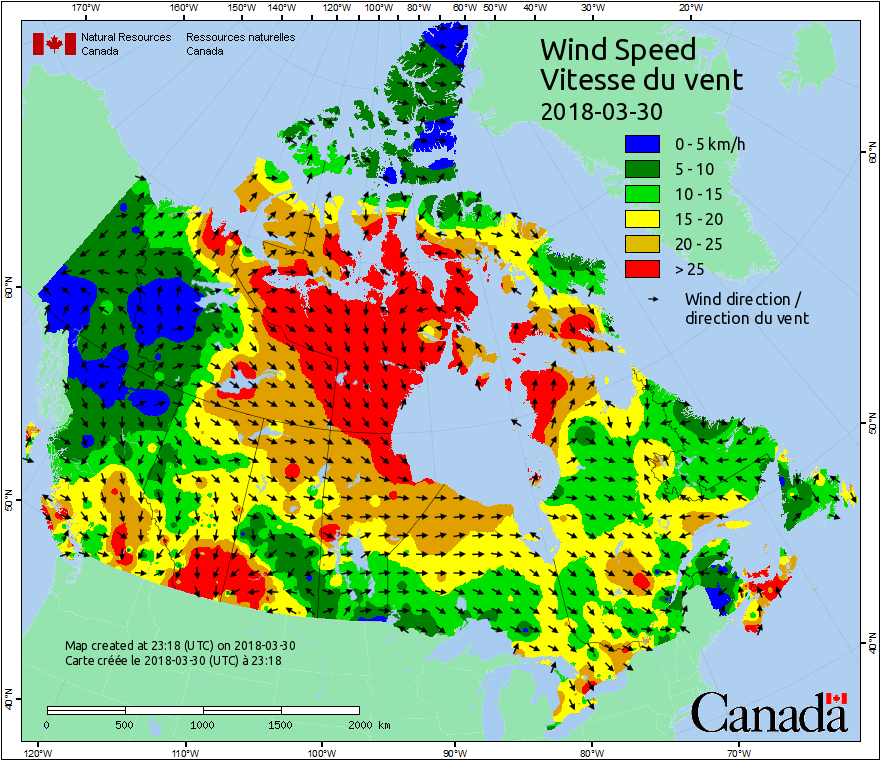 170°W 160°W 150°W 140°W 120°W 100°W 80°W 60°W 50°W 40°W 30°W 20°W
Natural Resources Ressources naturelles
Canada Canada
Wind Speed
Vitesse du vent
2018-03-30
0 - 5 km/h
5 - 10
10 - 15
15 - 20
20 - 25
> 25
Wind direction /
direction du vent
60°N
60°N
50°N
50°N
40°N
40°N
Map created at 23:18 (UTC) on 2018-03-30
Carte créée le 2018-03-30 (UTC) à 23:18
0 500 1000 1500 2000 km
Canada
120°W 110°W 100°W 90°W 80°W 70°W